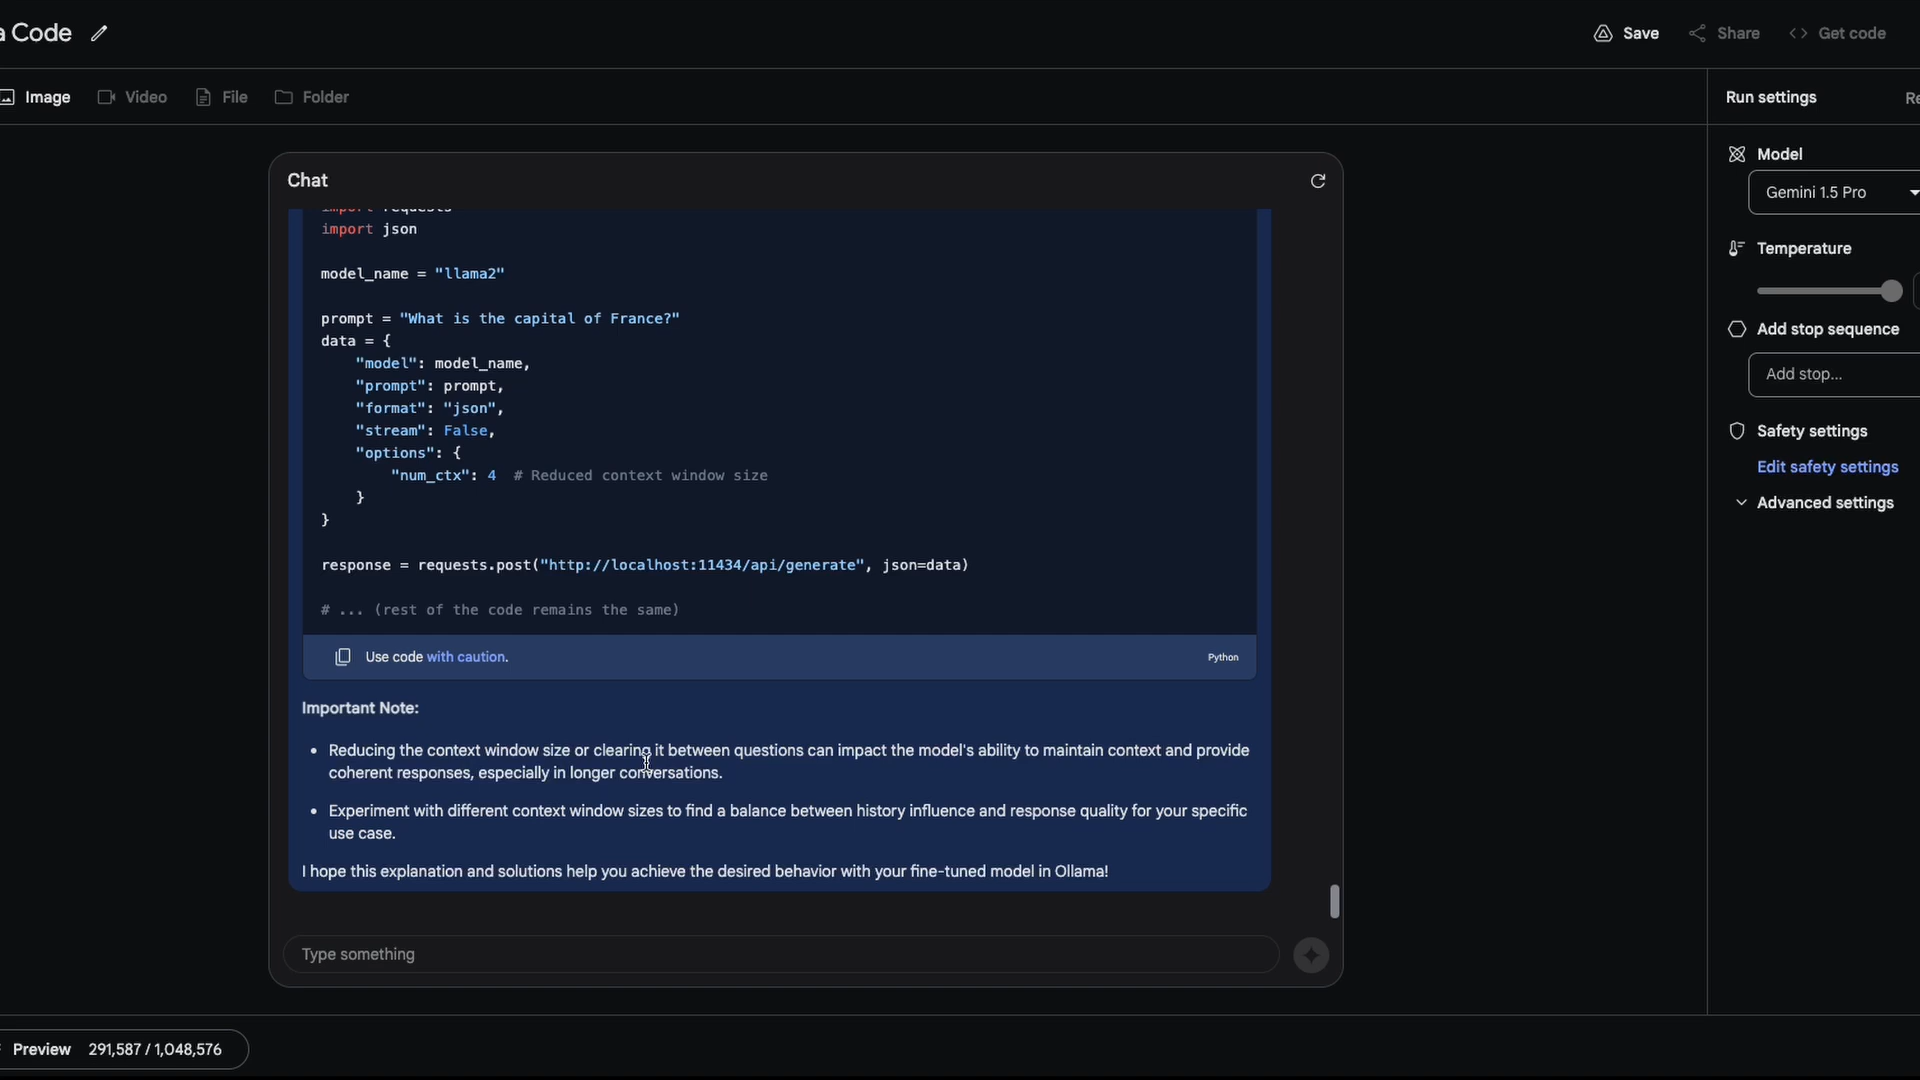 a Code
Save
Share
<> Get code
Image
Video
File
Folder
Run settings
Re
Chat
import requests
import json
model_name = "llama2"
prompt = "What is the capital of France?"
data = {
"model": model_name,
"prompt": prompt,
"format": "json",
"stream": False,
"options": {
"num_ctx": 4 # Reduced context window size
}
}
response = requests.post("http://localhost:11434/api/generate", json=data)
# ... (rest of the code remains the same)
Use code with caution.
Python
Important Note:
• Reducing the context window size or clearing it between questions can impact the model's ability to maintain context and provide
coherent responses, especially in longer conversations.
• Experiment with different context window sizes to find a balance between history influence and response quality for your specific
use case.
I hope this explanation and solutions help you achieve the desired behavior with your fine-tuned model in Ollama!
Type something
Model
Gemini 1.5 Pro
Temperature
Add stop sequence
Add stop...
Safety settings
Edit safety settings
Advanced settings
Preview 291,587 / 1,048,576